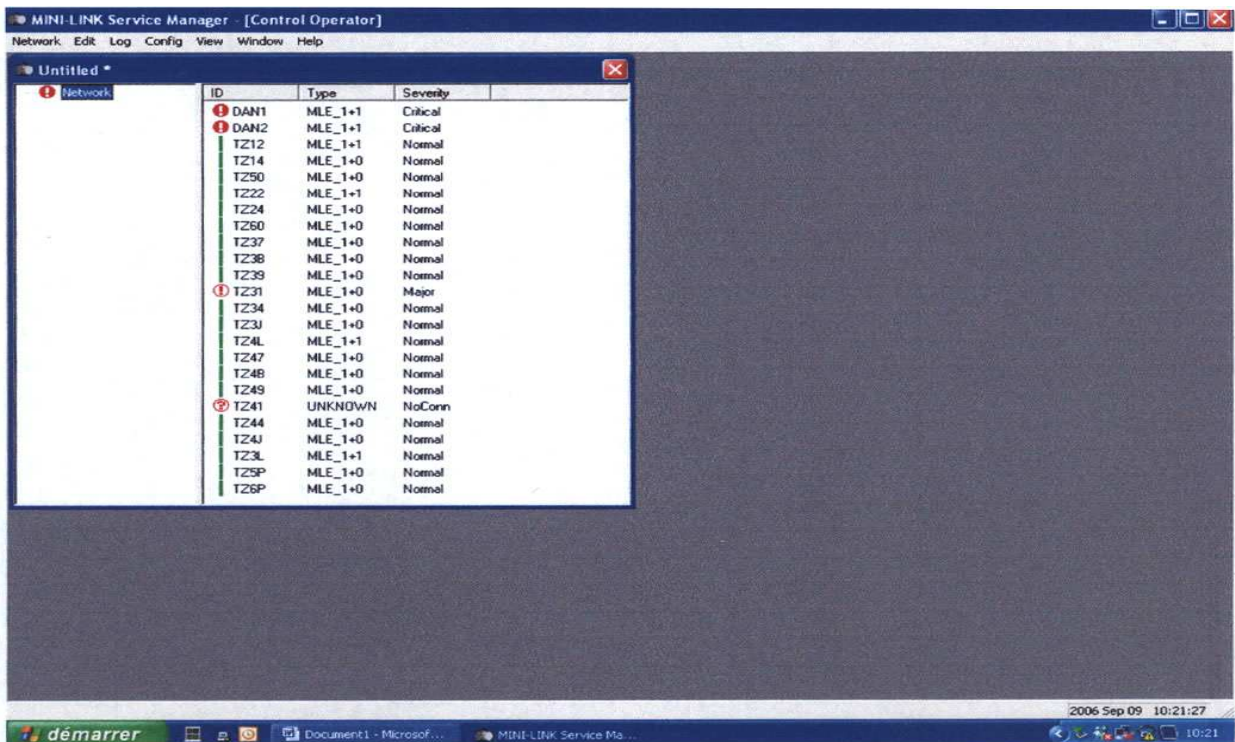 MINI-LINK Service Manager - [Control Operator]
Network Edit Log Config View Window Help
Untitled *
Network
ID Type Severity
DAN1 MLE_1+1 Critical
DAN2 MLE_1+1 Critical
TZ12 MLE_1+1 Normal
TZ14 MLE_1+0 Normal
TZ50 MLE_1+0 Normal
TZ22 MLE_1+1 Normal
TZ24 MLE_1+0 Normal
TZ60 MLE_1+0 Normal
TZ37 MLE_1+0 Normal
TZ3B MLE_1+0 Normal
TZ39 MLE_1+0 Normal
TZ31 MLE_1+0 Major
TZ34 MLE_1+0 Normal
TZ3J MLE_1+0 Normal
TZ4L MLE_1+1 Normal
TZ47 MLE_1+0 Normal
TZ4B MLE_1+0 Normal
TZ49 MLE_1+0 Normal
TZ41 UNKNOWN NoConn
TZ44 MLE_1+0 Normal
TZ4J MLE_1+0 Normal
TZ3L MLE_1+1 Normal
TZ5P MLE_1+0 Normal
TZ6P MLE_1+0 Normal
2006 Sep 09 10:21:27
démarrer Document1 - Microsof... MINI-LINK Service Ma... 10:21